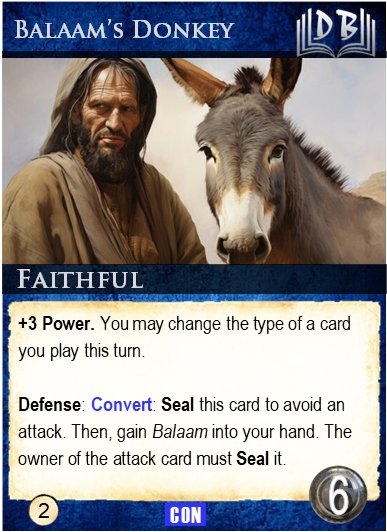 BALAAM'S DONKEY
DB
FAITHFUL
+3 Power. You may change the type of a card
you play this turn.
Defense: Convert: Seal this card to avoid an
attack. Then, gain Balaam into your hand. The
owner of the attack card must Seal it.
2
CON
6